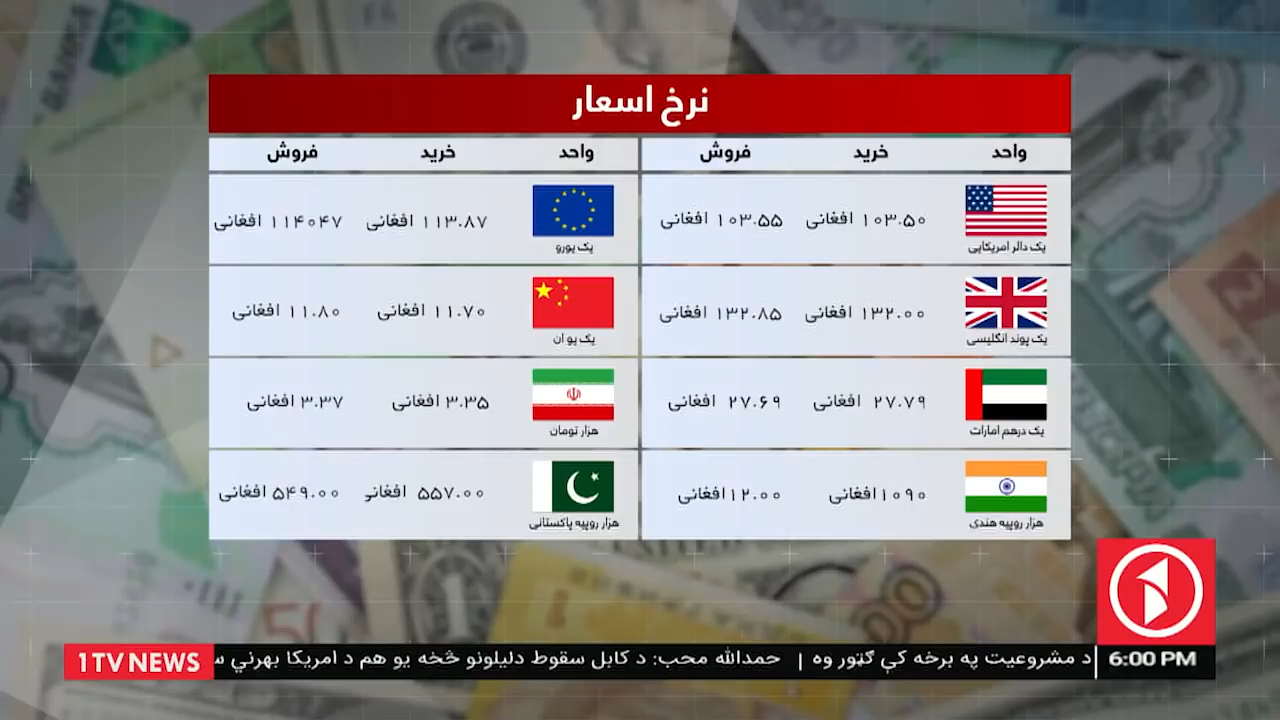 نرخ اسعار
واحد خرید فروش
۱۰۳.۵۰ افغانی ۱۰۳.۵۵ افغانی
یک دالر امریکایی
۱۳۲.۰۰ افغانی ۱۳۲.۸۵ افغانی
یک پوند انگلیسی
۲۷.۷۹ افغانی ۲۷.۶۹ افغانی
یک درهم امارات
۱۰۹۰افغانی ۱۲.۰۰افغانی
هزار روپیه هندی
واحد خرید فروش
۱۱۳.۸۷ افغانی ۱۱۴۰۴۷ افغانی
یک یورو
۱۱.۷۰ افغانی ۱۱.۸۰ افغانی
یک یو ان
۳.۳۵ افغانی ۳.۳۷ افغانی
هزار تومان
۵۵۷.۰۰ افغانی ۵۴۹.۰۰ افغانی
هزار روپیه پاکستانی
1TV NEWS
د مشروعیت په برخه کې ګټور وه | حمدالله محب: د کابل سقوط دلیلونو څخه یو هم د امریکا بهرني س
6:00 PM